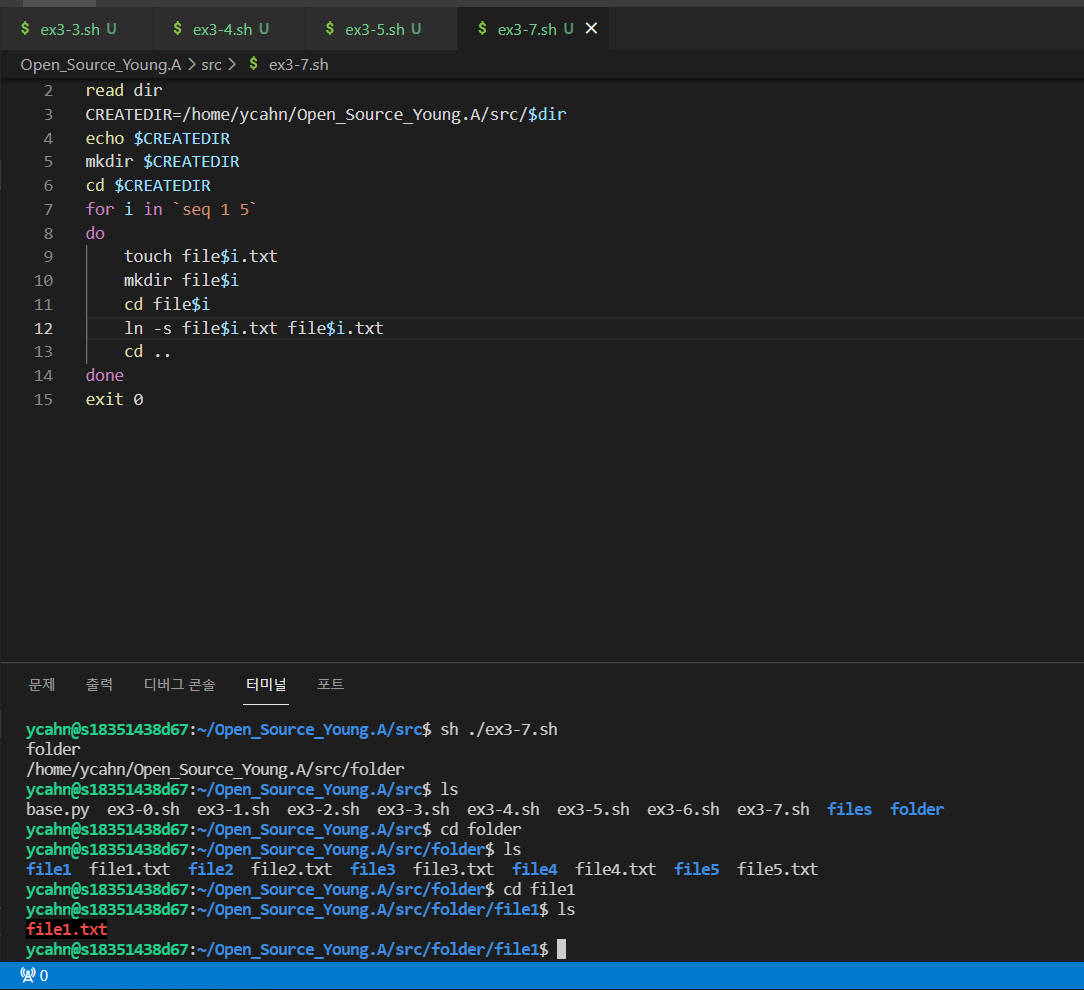 $ ex3-3.sh U $ ex3-4.sh U $ ex3-5.sh U $ ex3-7.sh U ×
Open_Source_Young.A > src > $ ex3-7.sh
2 read dir
3 CREATEDIR=/home/ycahn/Open_Source_Young.A/src/$dir
4 echo $CREATEDIR
5 mkdir $CREATEDIR
6 cd $CREATEDIR
7 for i in `seq 1 5`
8 do
9 touch file$i.txt
10 mkdir file$i
11 cd file$i
12 ln -s file$i.txt file$i.txt
13 cd ..
14 done
15 exit 0
문제 출력 디버그 콘솔 터미널 포트
ycahn@s18351438d67:~/Open_Source_Young.A/src$ sh ./ex3-7.sh
folder
/home/ycahn/Open_Source_Young.A/src/folder
ycahn@s18351438d67:~/Open_Source_Young.A/src$ ls
base.py ex3-0.sh ex3-1.sh ex3-2.sh ex3-3.sh ex3-4.sh ex3-5.sh ex3-6.sh ex3-7.sh files folder
ycahn@s18351438d67:~/Open_Source_Young.A/src$ cd folder
ycahn@s18351438d67:~/Open_Source_Young.A/src/folder$ ls
file1 file1.txt file2 file2.txt file3 file3.txt file4 file4.txt file5 file5.txt
ycahn@s18351438d67:~/Open_Source_Young.A/src/folder$ cd file1
ycahn@s18351438d67:~/Open_Source_Young.A/src/folder/file1$ ls
file1.txt
ycahn@s18351438d67:~/Open_Source_Young.A/src/folder/file1$
0